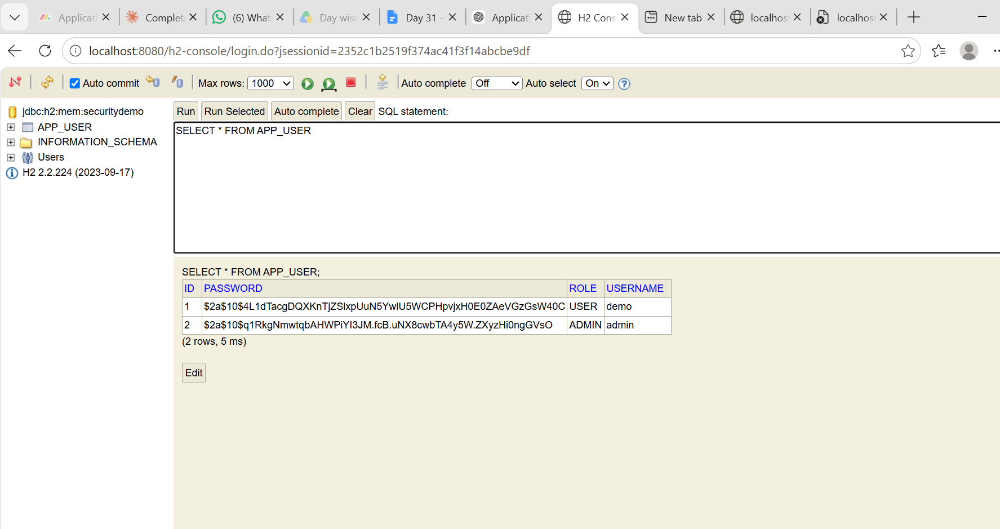 Applicati
Complet
(6) What
Day wise
Day 31 -
Applicati
H2 Cons
New tab
localhost
localhost
localhost:8080/h2-console/login.do?jsessionid=2352c1b2519f374ac41f3f14abcbe9df
Auto commit Max rows: 1000 Auto complete Off Auto select On
jdbc:h2:mem:securitydemo
APP_USER
INFORMATION_SCHEMA
Users
H2 2.2.224 (2023-09-17)
Run Run Selected Auto complete Clear SQL statement:
SELECT * FROM APP_USER
SELECT * FROM APP_USER;
ID PASSWORD ROLE USERNAME
1 $2a$10$4L1dTacgDQXKnTjZSlxpUuN5YwlU5WCPHpvjxH0E0ZAeVGzGsW40C USER demo
2 $2a$10$q1RkgNmwtqbAHWPiYI3JM.fcB.uNX8cwbTA4y5W.ZXyzHi0ngGVsO ADMIN admin
(2 rows, 5 ms)
Edit